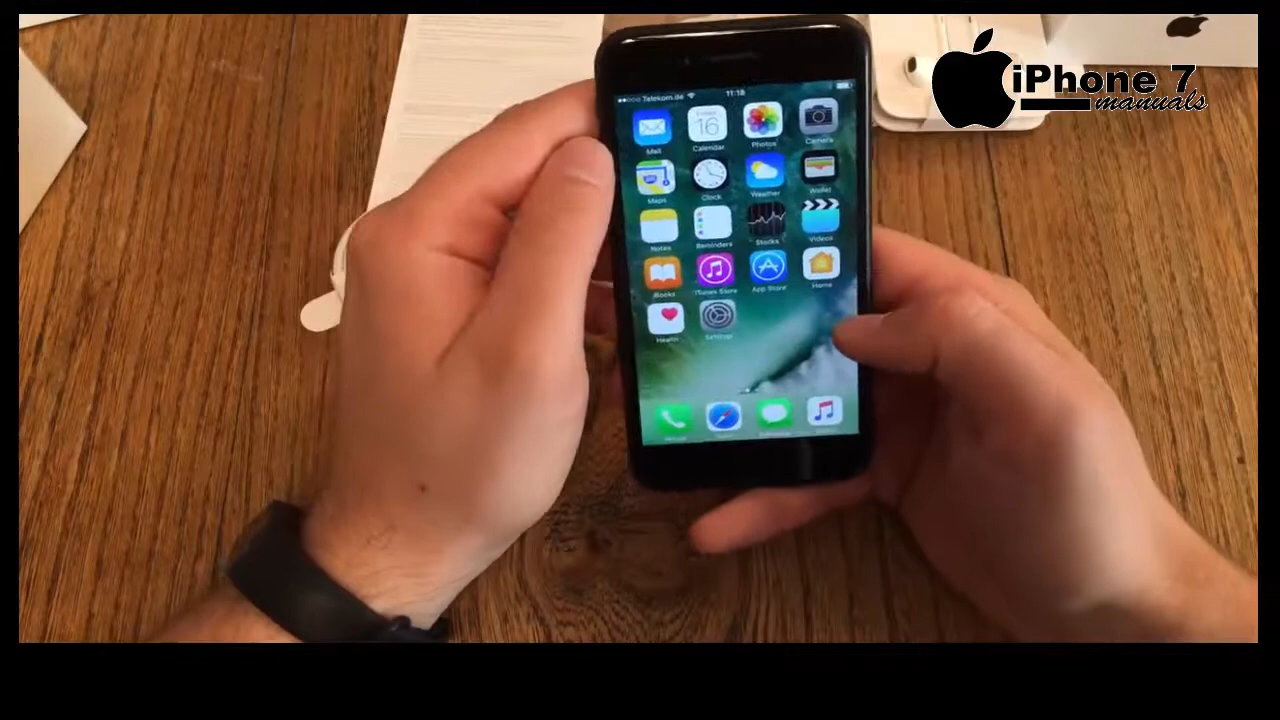 iPhone 7
manuals
Telekom.de 11:18
16
Mail Calendar Photos Camera
Maps Clock Weather Wallet
Notes Reminders Stocks Videos
iBooks iTunes Store App Store Home
Health Settings